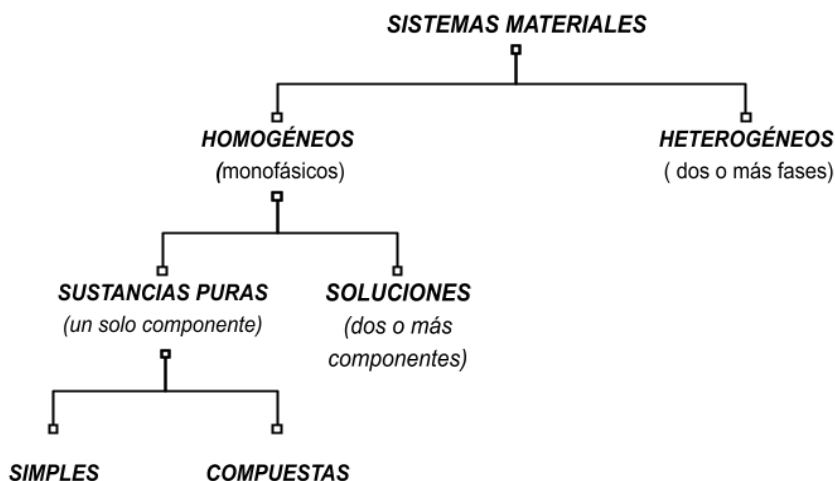 SISTEMAS MATERIALES
HOMOGÉNEOS
(monofásicos)
HETEROGÉNEOS
( dos o más fases)
SUSTANCIAS PURAS
(un solo componente)
SOLUCIONES
(dos o más
componentes)
SIMPLES
COMPUESTAS